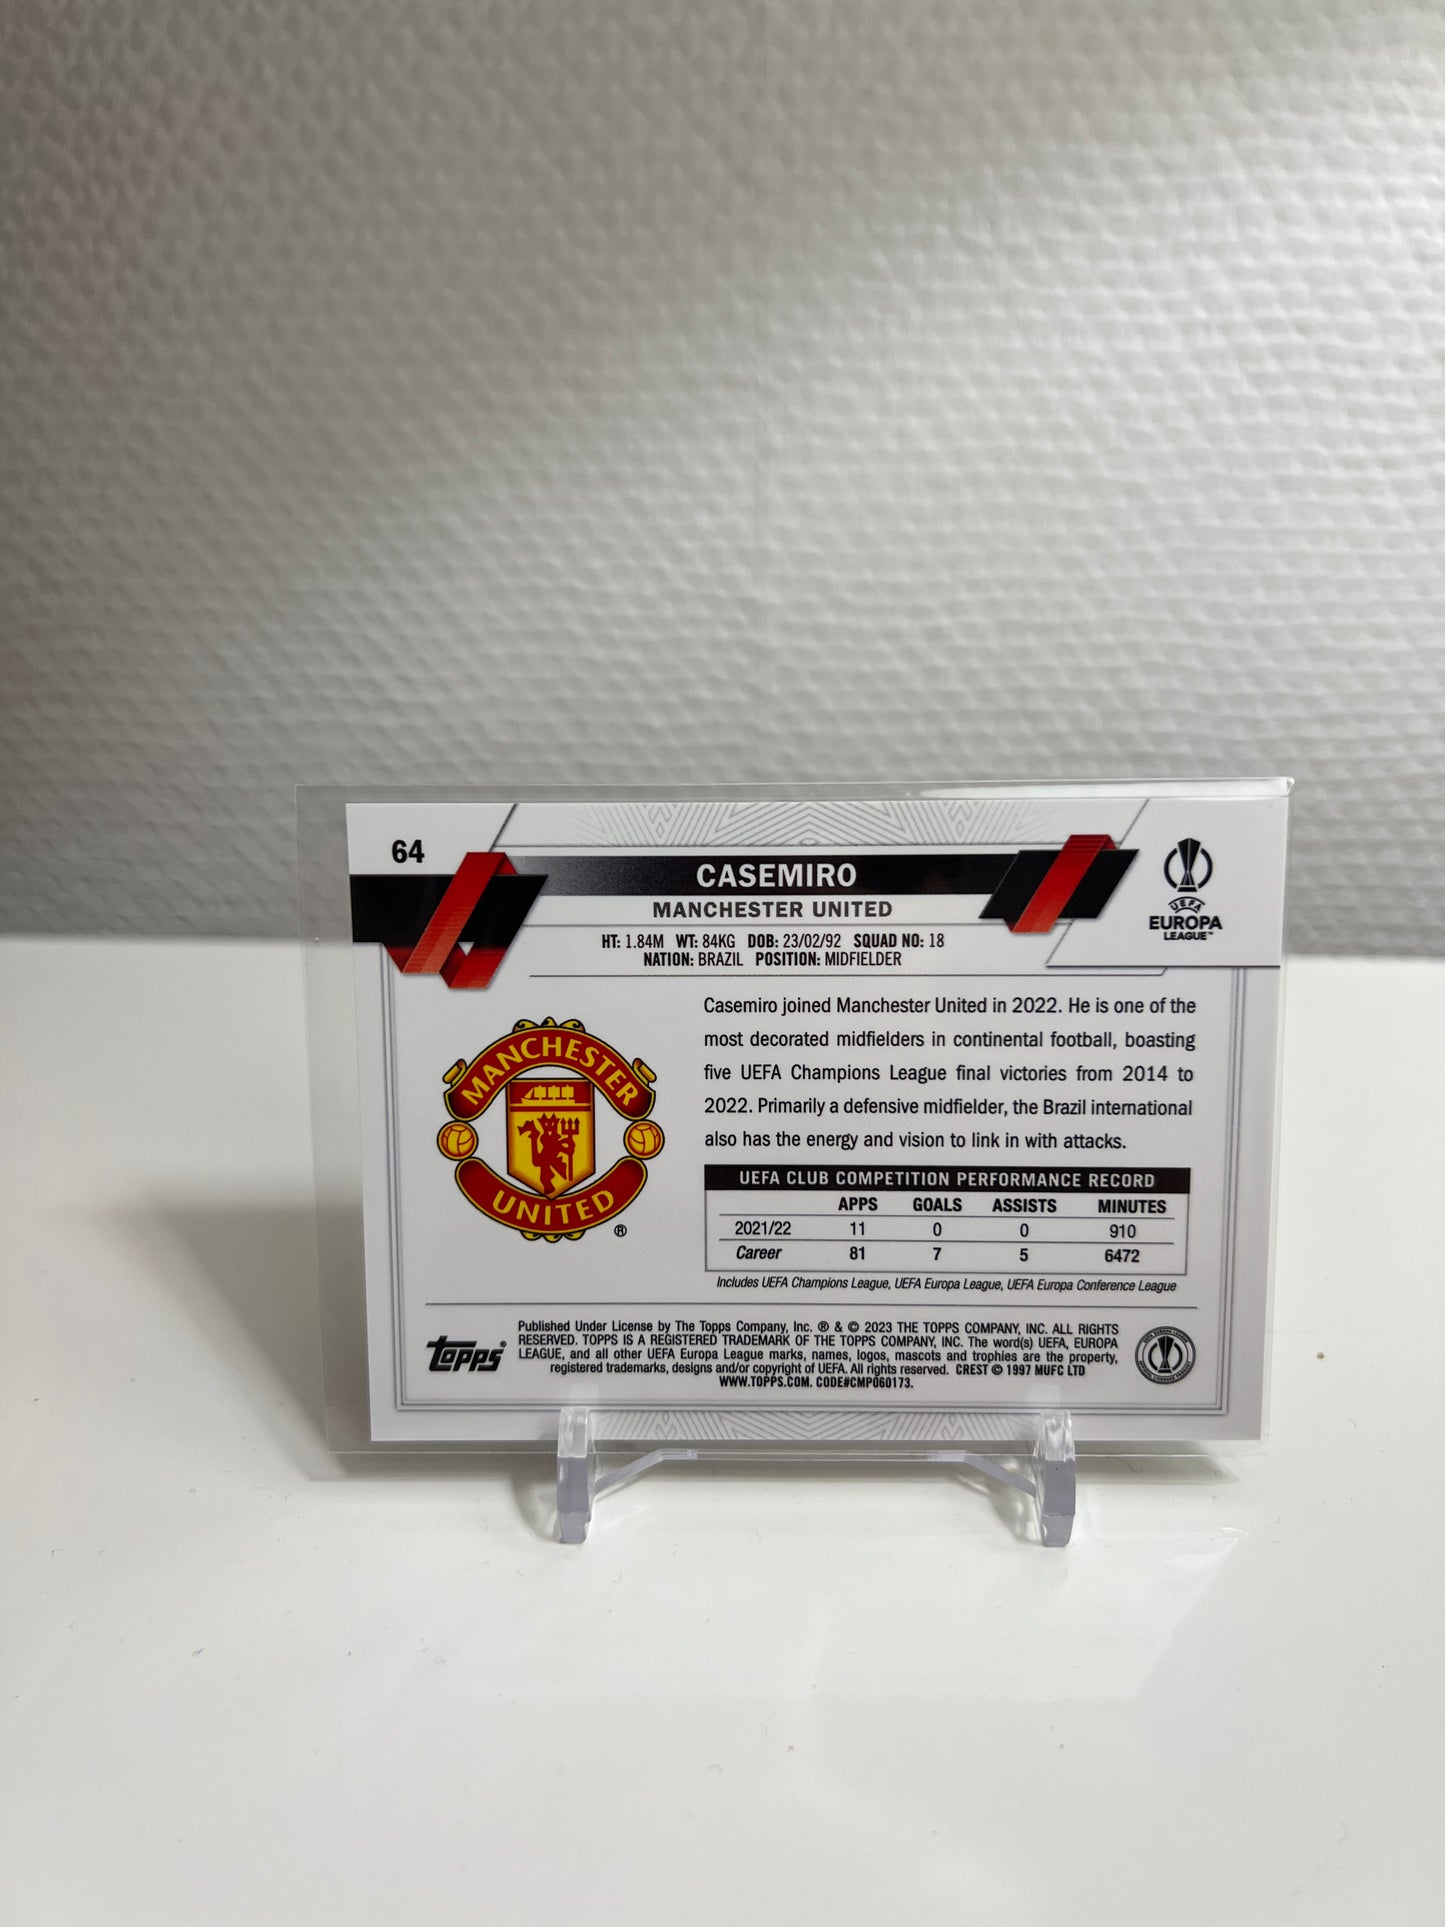 64
CASEMIRO
MANCHESTER UNITED
HT: 1.84M WT: 84KG DOB: 23/02/92 SQUAD NO: 18
NATION: BRAZIL POSITION: MIDFIELDER
UEFA
EUROPA
LEAGUE™
MANCHESTER
UNITED
®
Casemiro joined Manchester United in 2022. He is one of the
most decorated midfielders in continental football, boasting
five UEFA Champions League final victories from 2014 to
2022. Primarily a defensive midfielder, the Brazil international
also has the energy and vision to link in with attacks.
UEFA CLUB COMPETITION PERFORMANCE RECORD
APPS GOALS ASSISTS MINUTES
2021/22 11 0 0 910
Career 81 7 5 6472
Includes UEFA Champions League, UEFA Europa League, UEFA Europa Conference League
Topps®
Published Under License by The Topps Company, Inc. ® & © 2023 THE TOPPS COMPANY, INC. ALL RIGHTS
RESERVED. TOPPS IS A REGISTERED TRADEMARK OF THE TOPPS COMPANY, INC. The word(s) UEFA, EUROPA
LEAGUE, and all other UEFA Europa League marks, names, logos, mascots and trophies are the property,
registered trademarks, designs and/or copyright of UEFA. All rights reserved. CREST © 1997 MUFC LTD
WWW.TOPPS.COM. CODE#CMP060173.